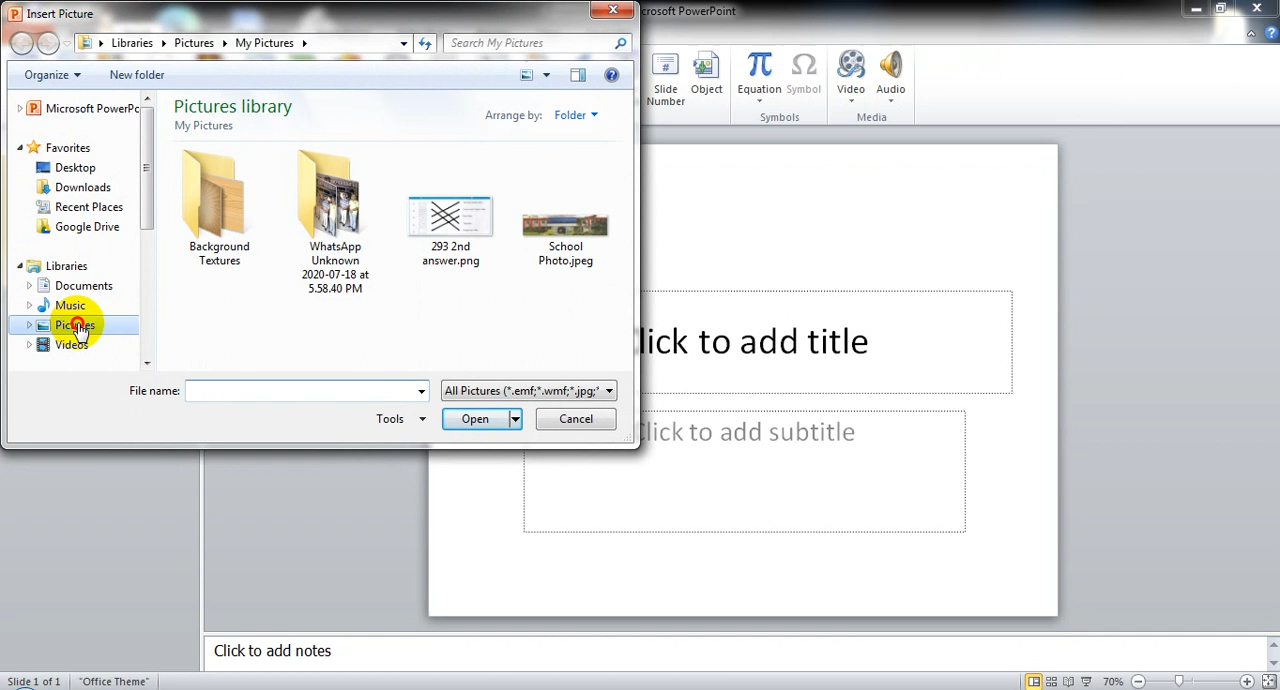 Insert Picture
crosoft PowerPoint
Libraries
Pictures
My Pictures
Search My Pictures
Organize
New folder
Microsoft PowerPc
Favorites
Desktop
Downloads
Recent Places
Google Drive
Libraries
Documents
Music
Pictures
Videos
Pictures library
My Pictures
Arrange by: Folder
Background
Textures
WhatsApp
Unknown
2020-07-18 at
5.58.40 PM
293 2nd
answer.png
School
Photo.jpeg
File name:
All Pictures (*.emf;*.wmf;*.jpg;*
Tools
Open
Cancel
Slide
Number
Object
Equation
Symbol
Symbols
Video
Audio
Media
lick to add title
Click to add subtitle
Click to add notes
Slide 1 of 1
"Office Theme"
70%